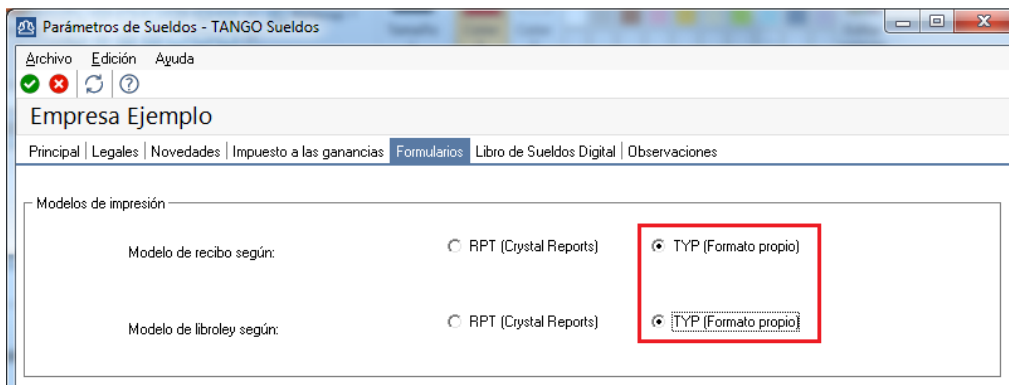 Parámetros de Sueldos - TANGO Sueldos
Archivo Edición Ayuda
Empresa Ejemplo
Principal | Legales | Novedades | Impuesto a las ganancias Formularios Libro de Sueldos Digital | Observaciones
Modelos de impresión
Modelo de recibo según: RPT (Crystal Reports) TYP (Formato propio)
Modelo de libroley según: RPT (Crystal Reports) TYP (Formato propio)